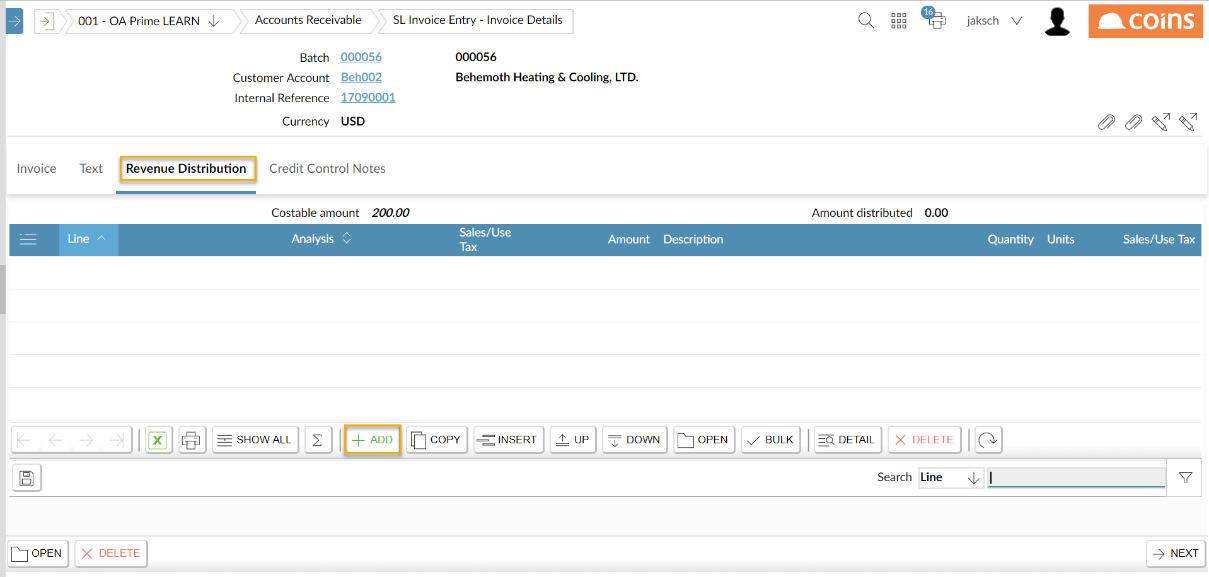 001 - OA Prime LEARN Accounts Receivable SL Invoice Entry - Invoice Details 16 jaksch coins
Batch 000056 000056
Customer Account Beh002 Behemoth Heating & Cooling, LTD.
Internal Reference 17090001
Currency USD
Invoice Text Revenue Distribution Credit Control Notes
Costable amount 200.00 Amount distributed 0.00
Line Analysis Sales/Use Tax Amount Description Quantity Units Sales/Use Tax
SHOW ALL Σ ADD COPY INSERT UP DOWN OPEN BULK DETAIL DELETE
Search Line
OPEN DELETE NEXT